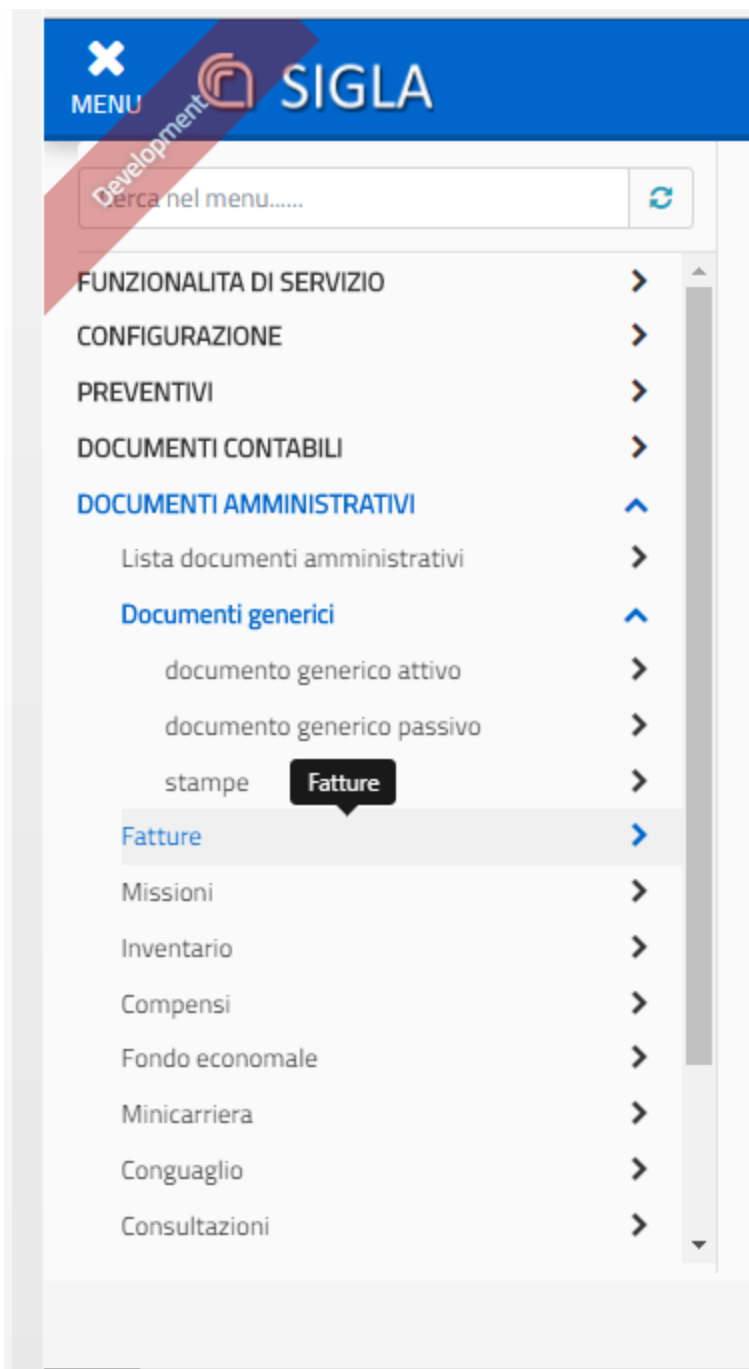 MENU
SIGLA
Development
Cerca nel menu......
FUNZIONALITA DI SERVIZIO
CONFIGURAZIONE
PREVENTIVI
DOCUMENTI CONTABILI
DOCUMENTI AMMINISTRATIVI
Lista documenti amministrativi
Documenti generici
documento generico attivo
documento generico passivo
stampe
Fatture
Fatture
Missioni
Inventario
Compensi
Fondo economale
Minicarriera
Conguaglio
Consultazioni